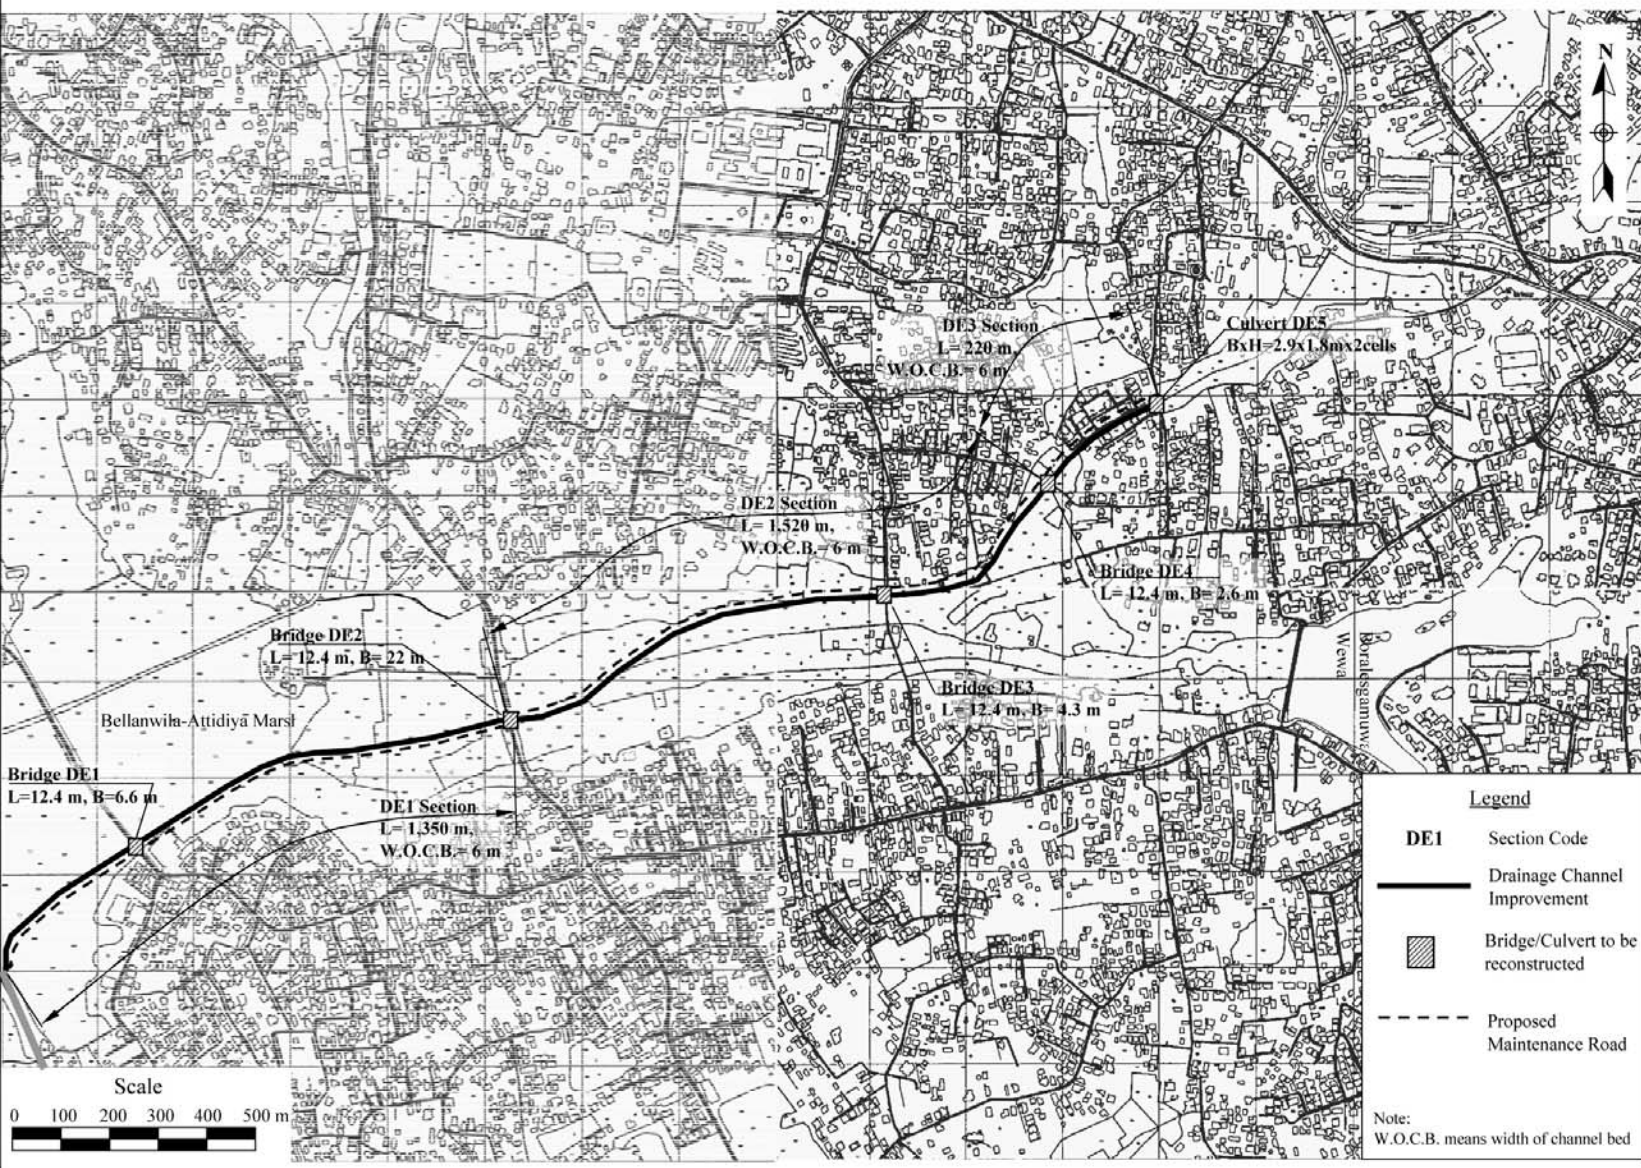 N
DE3 Section
L= 220 m,
W.O.C.B.= 6 m
Culvert DE5
BxH=2.9x1.8mx2cells
DE2 Section
L= 1,520 m,
W.O.C.B.= 6 m
Bridge DE4
L= 12.4 m, B= 2.6 m
Bridge DE2
L= 12.4 m, B= 22 m
Bridge DE3
L= 12.4 m, B= 4.3 m
Boralesgamuwa
Wewa
Bellanwila-Attidiya Marsl
Bridge DE1
L=12.4 m, B=6.6 m
DE1 Section
L= 1,350 m,
W.O.C.B.= 6 m
Legend
DE1 Section Code
Drainage Channel
Improvement
Bridge/Culvert to be
reconstructed
Proposed
Maintenance Road
Note:
W.O.C.B. means width of channel bed
Scale
0 100 200 300 400 500 m